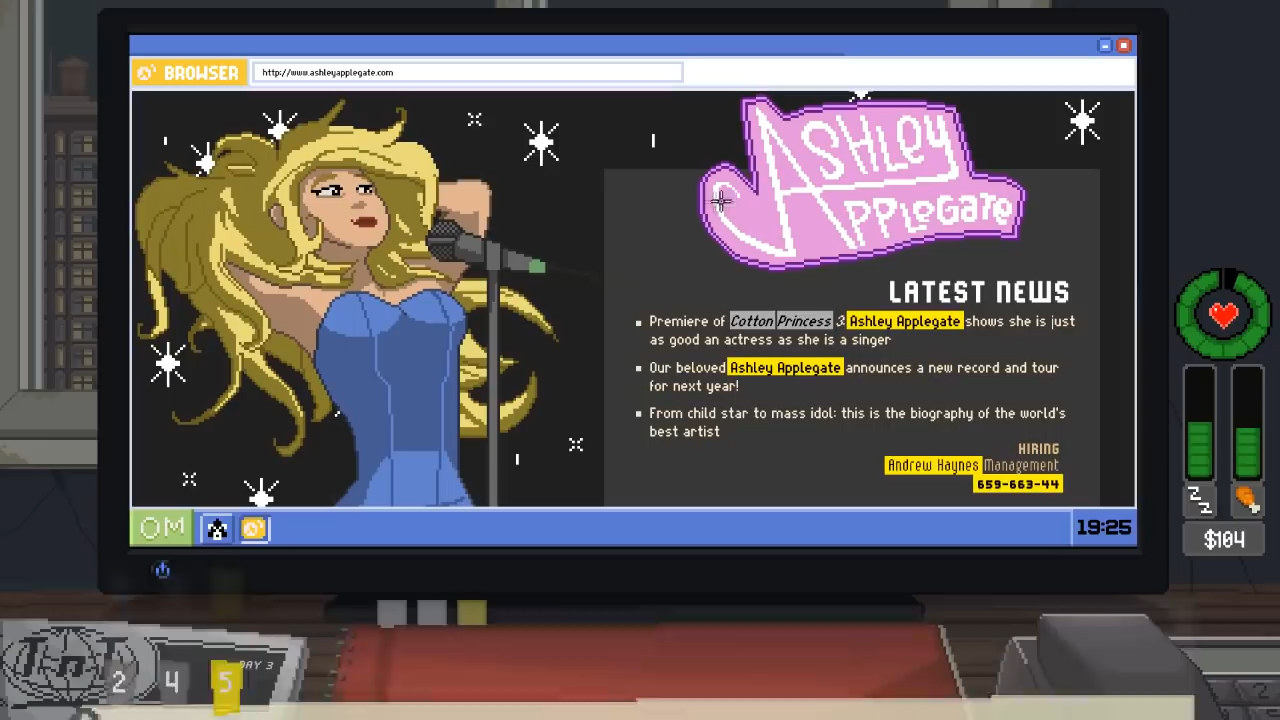 BROWSER
http://www.ashleyapplegate.com
ASHLEY
APPLEGATE
LATEST NEWS
Premiere of Cotton Princess 3: Ashley Applegate shows she is just
as good an actress as she is a singer
Our beloved Ashley Applegate announces a new record and tour
for next year!
From child star to mass idol: this is the biography of the world's
best artist
HIRING
Andrew Haynes Management
659-663-44
OM
19:25
$104
DAY 3
2 4 5